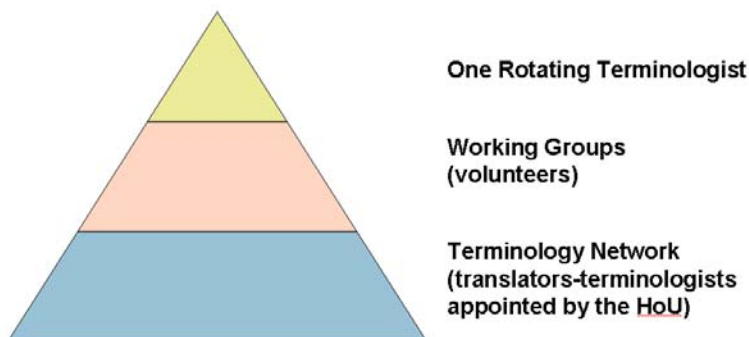 One Rotating Terminologist
Working Groups
(volunteers)
Terminology Network
(translators-terminologists
appointed by the HoU)